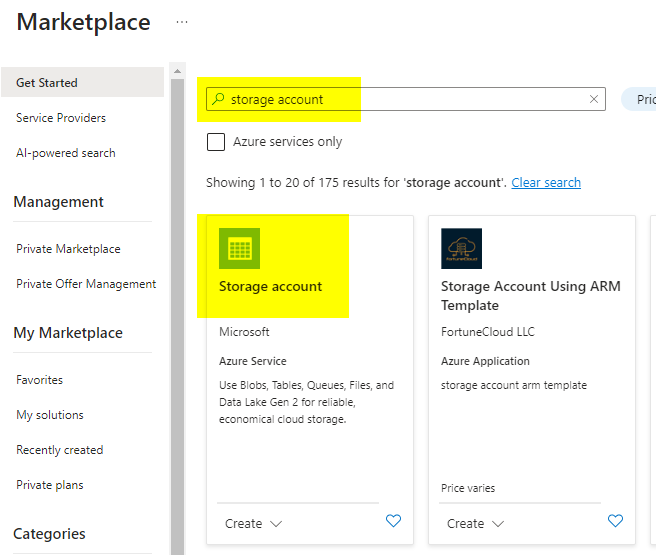 Marketplace ...
Get Started
Service Providers
AI-powered search
Management
Private Marketplace
Private Offer Management
My Marketplace
Favorites
My solutions
Recently created
Private plans
Categories
storage account
Azure services only
Showing 1 to 20 of 175 results for 'storage account'. Clear search
Storage account
Microsoft
Azure Service
Use Blobs, Tables, Queues, Files, and
Data Lake Gen 2 for reliable,
economical cloud storage.
Create
FortuneCloud
Storage Account Using ARM
Template
FortuneCloud LLC
Azure Application
storage account arm template
Price varies
Create